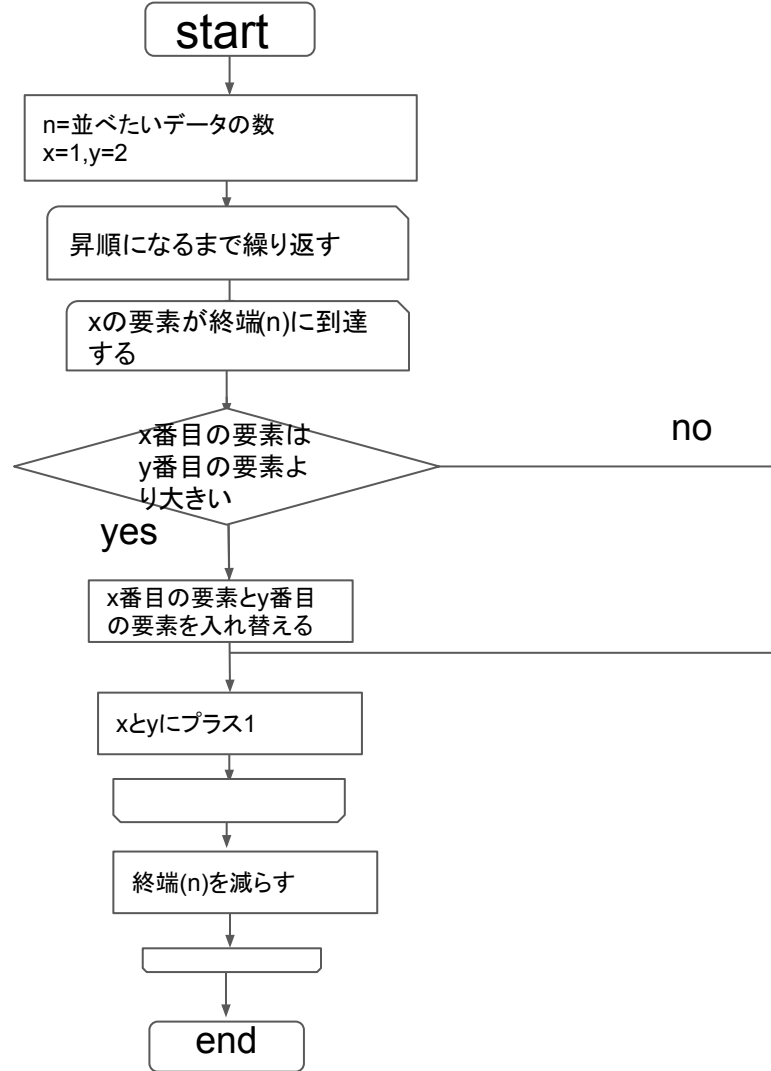 start
n=並べたいデータの数
x=1,y=2
昇順になるまで繰り返す
xの要素が終端(n)に到達
する
x番目の要素は
y番目の要素よ
り大きい
no
yes
x番目の要素とy番目
の要素を入れ替える
xとyにプラス1
終端(n)を減らす
end